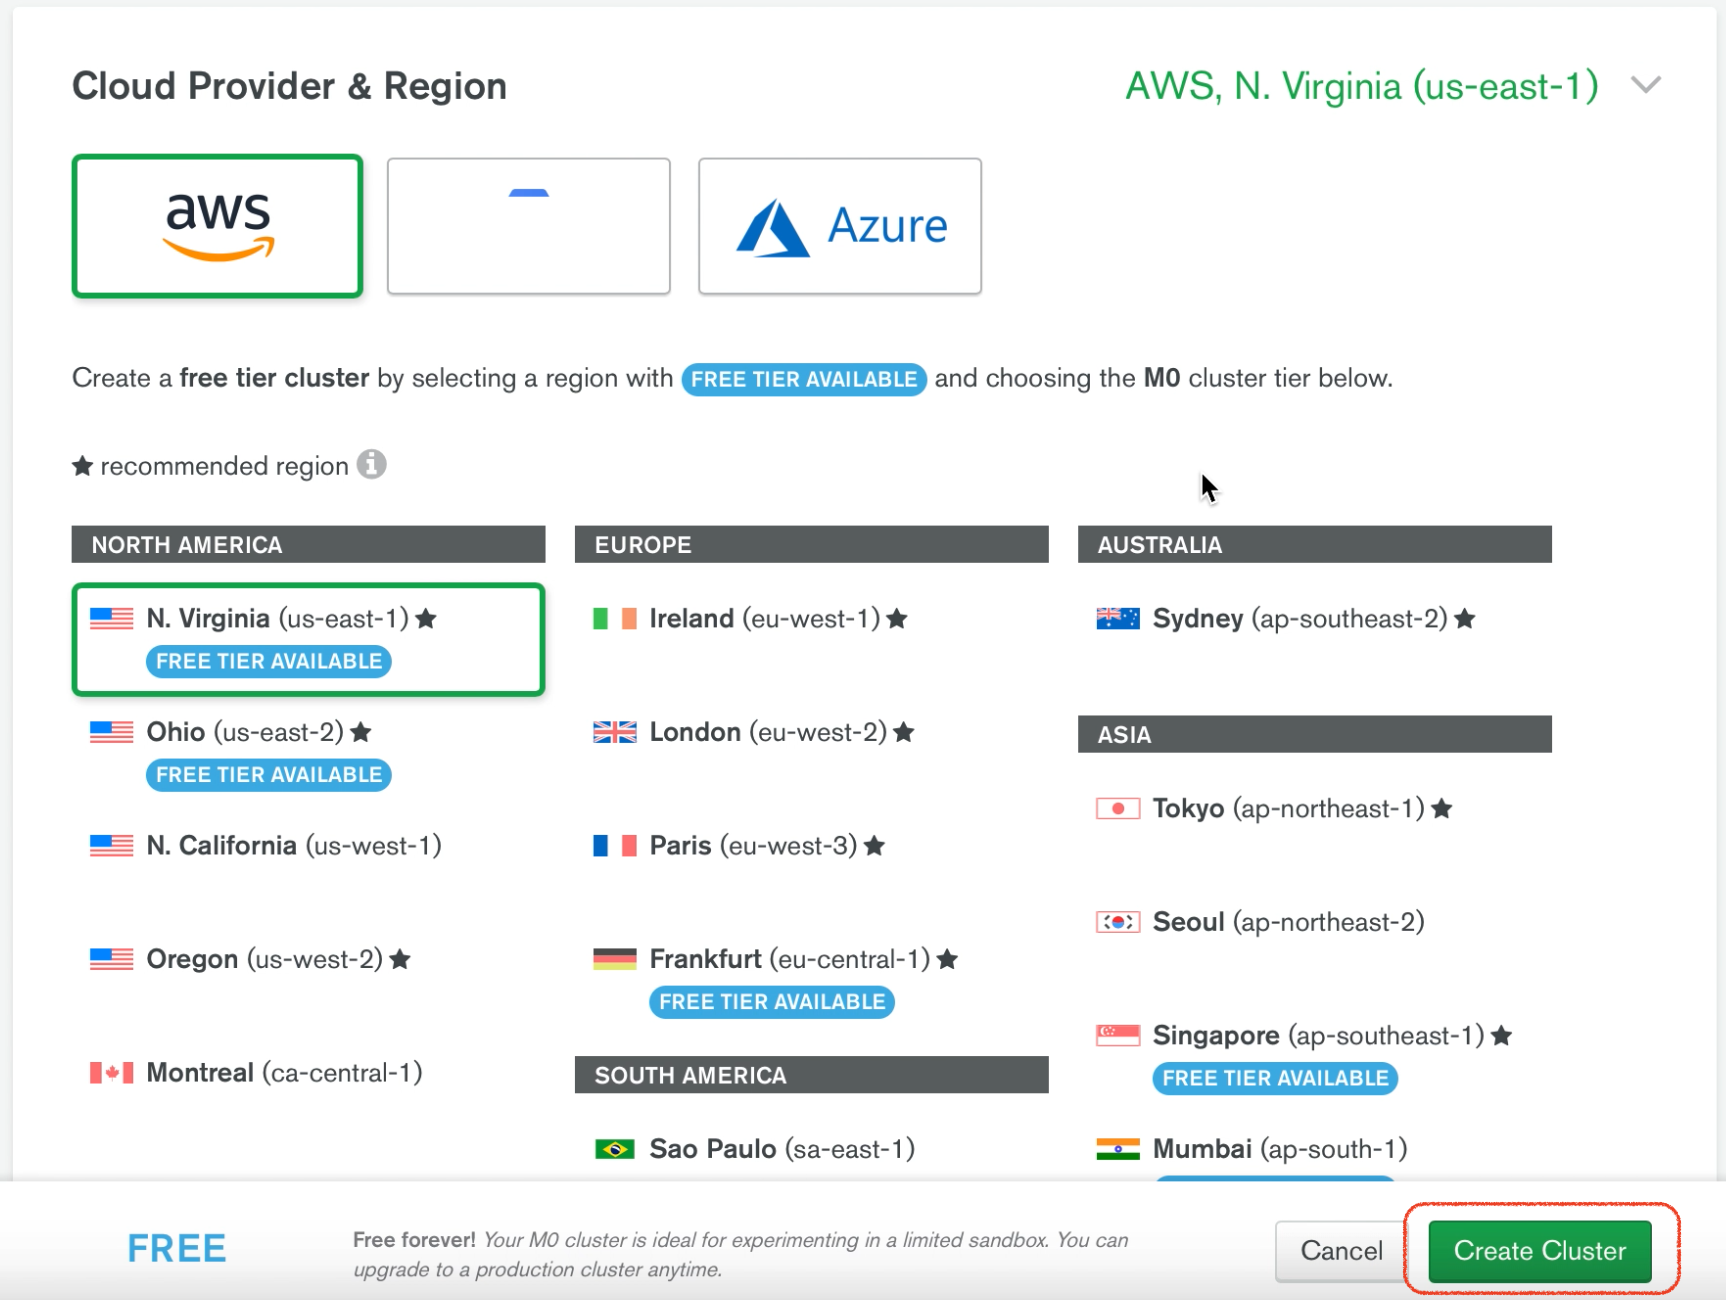 Cloud Provider & Region
AWS, N. Virginia (us-east-1)
aws
Azure
Create a free tier cluster by selecting a region with FREE TIER AVAILABLE and choosing the M0 cluster tier below.
★ recommended region
NORTH AMERICA
N. Virginia (us-east-1) ★
FREE TIER AVAILABLE
Ohio (us-east-2) ★
FREE TIER AVAILABLE
N. California (us-west-1)
Oregon (us-west-2) ★
Montreal (ca-central-1)
EUROPE
Ireland (eu-west-1) ★
London (eu-west-2) ★
Paris (eu-west-3) ★
Frankfurt (eu-central-1) ★
FREE TIER AVAILABLE
SOUTH AMERICA
Sao Paulo (sa-east-1)
AUSTRALIA
Sydney (ap-southeast-2) ★
ASIA
Tokyo (ap-northeast-1) ★
Seoul (ap-northeast-2)
Singapore (ap-southeast-1) ★
FREE TIER AVAILABLE
Mumbai (ap-south-1)
FREE
Free forever! Your M0 cluster is ideal for experimenting in a limited sandbox. You can
upgrade to a production cluster anytime.
Cancel
Create Cluster